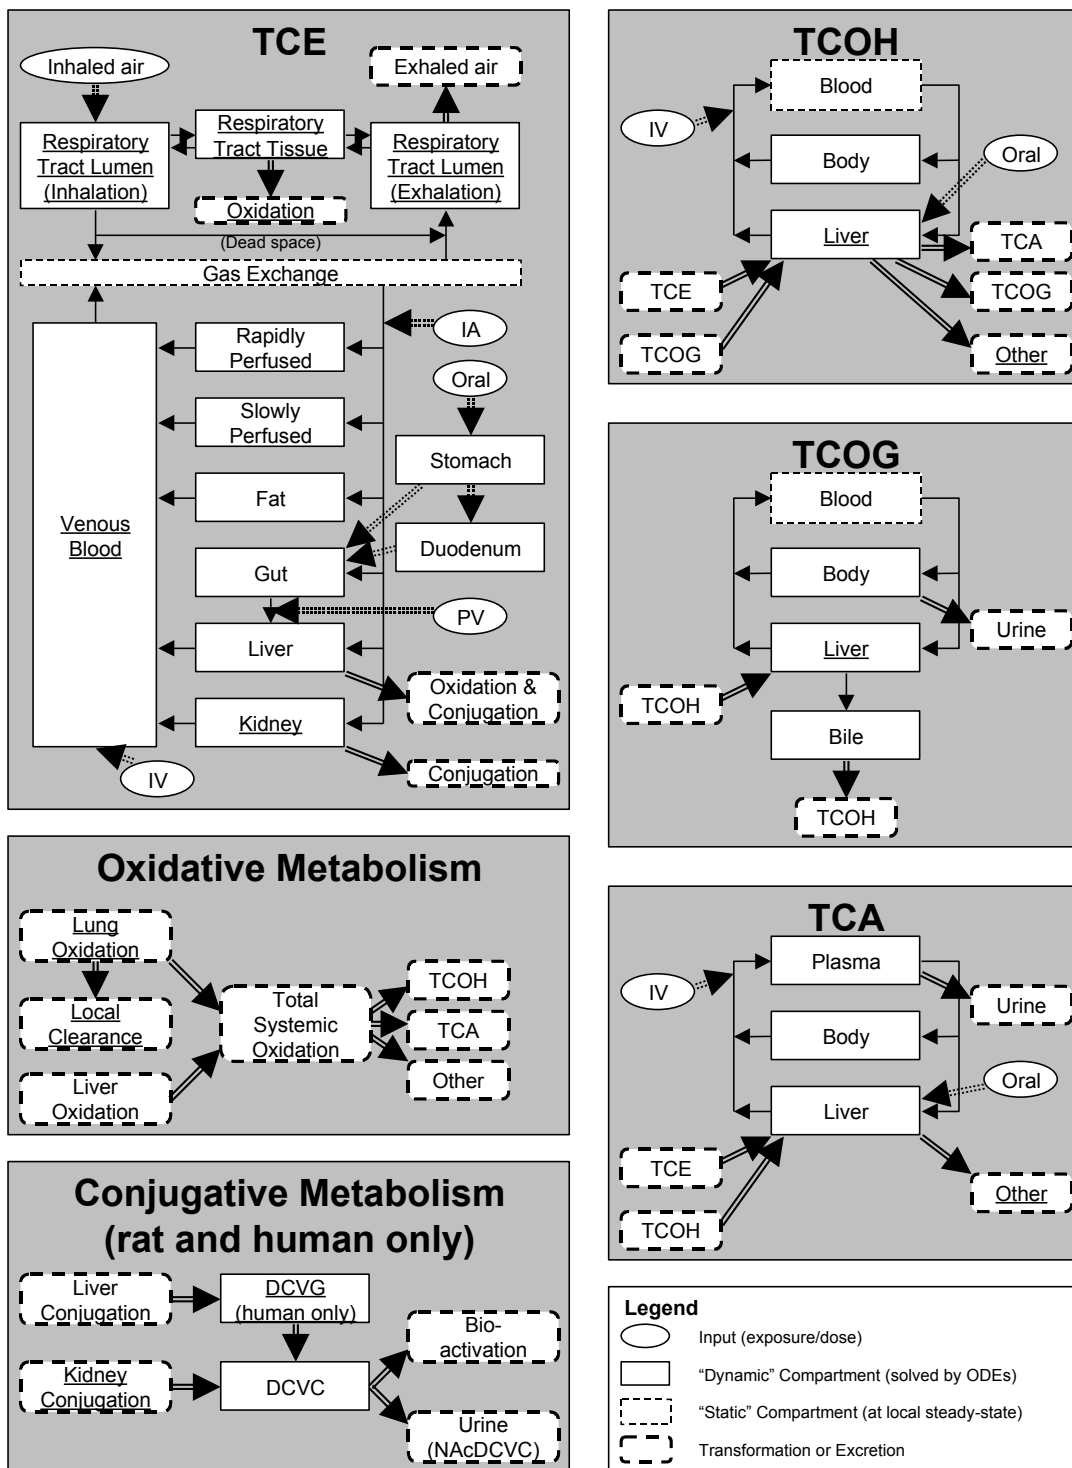 TCE
Inhaled air
Exhaled air
Respiratory
Tract Lumen
(Inhalation)
Respiratory
Tract Tissue
Respiratory
Tract Lumen
(Exhalation)
Oxidation
(Dead space)
Gas Exchange
Venous
Blood
Rapidly
Perfused
IA
Oral
Slowly
Perfused
Stomach
Fat
Duodenum
Gut
PV
Liver
Oxidation &
Conjugation
Kidney
Conjugation
IV
Oxidative Metabolism
Lung
Oxidation
Local
Clearance
Liver
Oxidation
Total
Systemic
Oxidation
TCOH
TCA
Other
Conjugative Metabolism
(rat and human only)
Liver
Conjugation
DCVG
(human only)
Kidney
Conjugation
DCVC
Bio-
activation
Urine
(NAcDCVC)
TCOH
Blood
IV
Body
Oral
Liver
TCA
TCE
TCOG
TCOG
Other
TCOG
Blood
Body
Urine
Liver
TCOH
Bile
TCOH
TCA
Plasma
IV
Urine
Body
Oral
Liver
TCE
Other
TCOH
Legend
Input (exposure/dose)
“Dynamic” Compartment (solved by ODEs)
“Static” Compartment (at local steady-state)
Transformation or Excretion